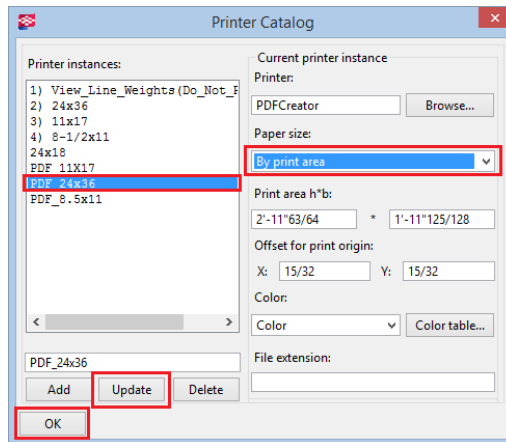 Printer Catalog
Printer instances:
1) View_Line_Weights(Do_Not_
2) 24x36
3) 11x17
4) 8-1/2x11
24x18
PDF 11X17
PDF 24x36
PDF_8.5x11
PDF_24x36
Add Update Delete
OK
Current printer instance
Printer:
PDFCreator Browse...
Paper size:
By print area
Print area h*b:
2'-11"63/64 * 1'-11"125/128
Offset for print origin:
X: 15/32 Y: 15/32
Color:
Color Color table...
File extension: